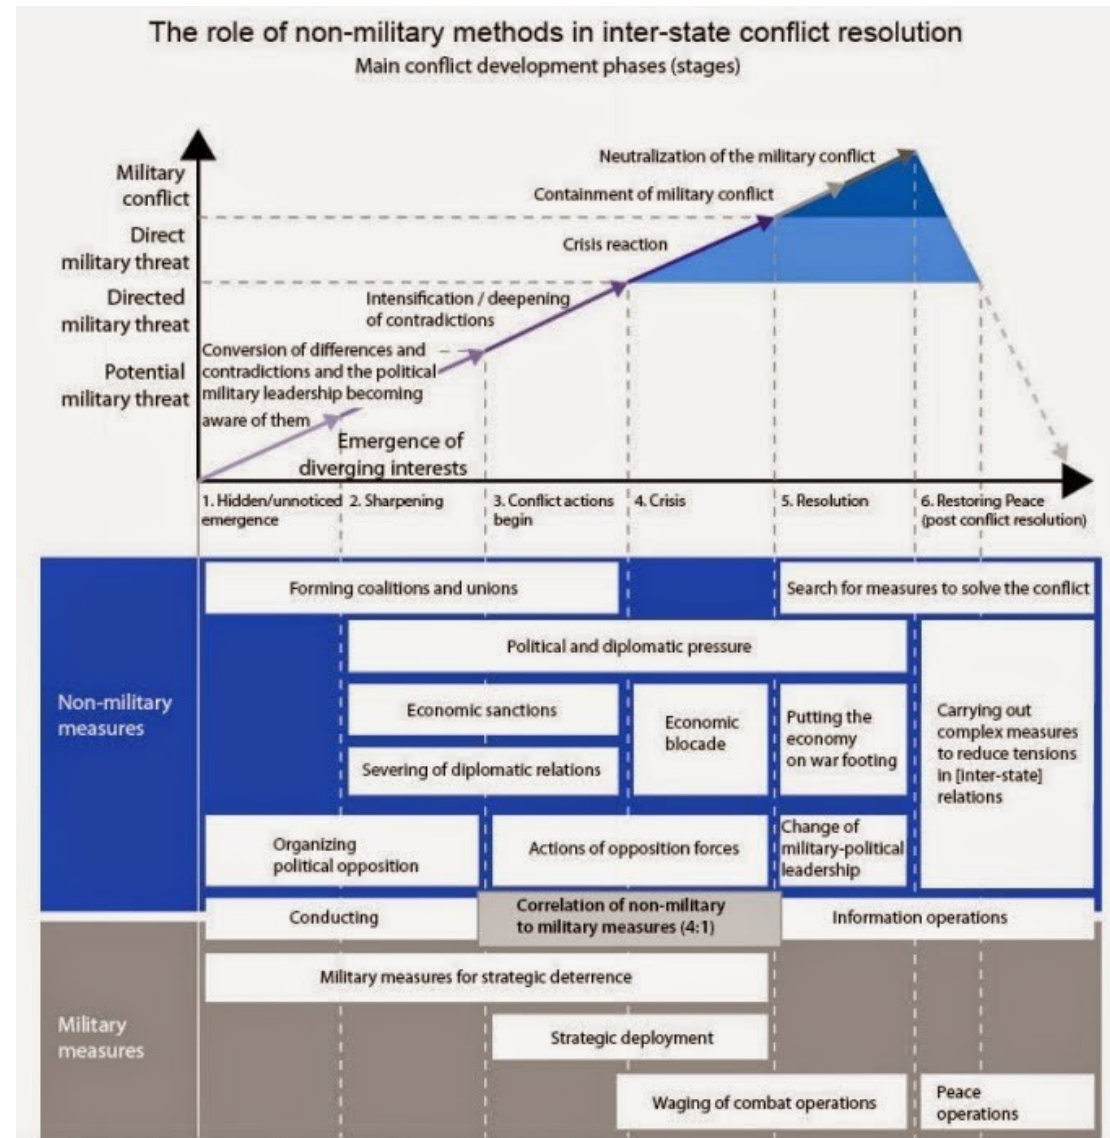 The role of non-military methods in inter-state conflict resolution
Main conflict development phases (stages)
Military
conflict
Direct
military threat
Directed
military threat
Potential
military threat
Neutralization of the military conflict
Containment of military conflict
Crisis reaction
Intensification / deepening
of contradictions
Conversion of differences and
contradictions and the political
military leadership becoming
aware of them
Emergence of
diverging interests
1. Hidden/unnoticed
emergence
2. Sharpening
3. Conflict actions
begin
4. Crisis
5. Resolution
6. Restoring Peace
(post conflict resolution)
Non-military
measures
Forming coalitions and unions
Search for measures to solve the conflict
Political and diplomatic pressure
Economic sanctions
Severing of diplomatic relations
Economic
blocade
Putting the
economy
on war footing
Carrying out
complex measures
to reduce tensions
in [inter-state]
relations
Organizing
political opposition
Actions of opposition forces
Change of
military-political
leadership
Conducting
Correlation of non-military
to military measures (4:1)
Information operations
Military
measures
Military measures for strategic deterrence
Strategic deployment
Waging of combat operations
Peace
operations